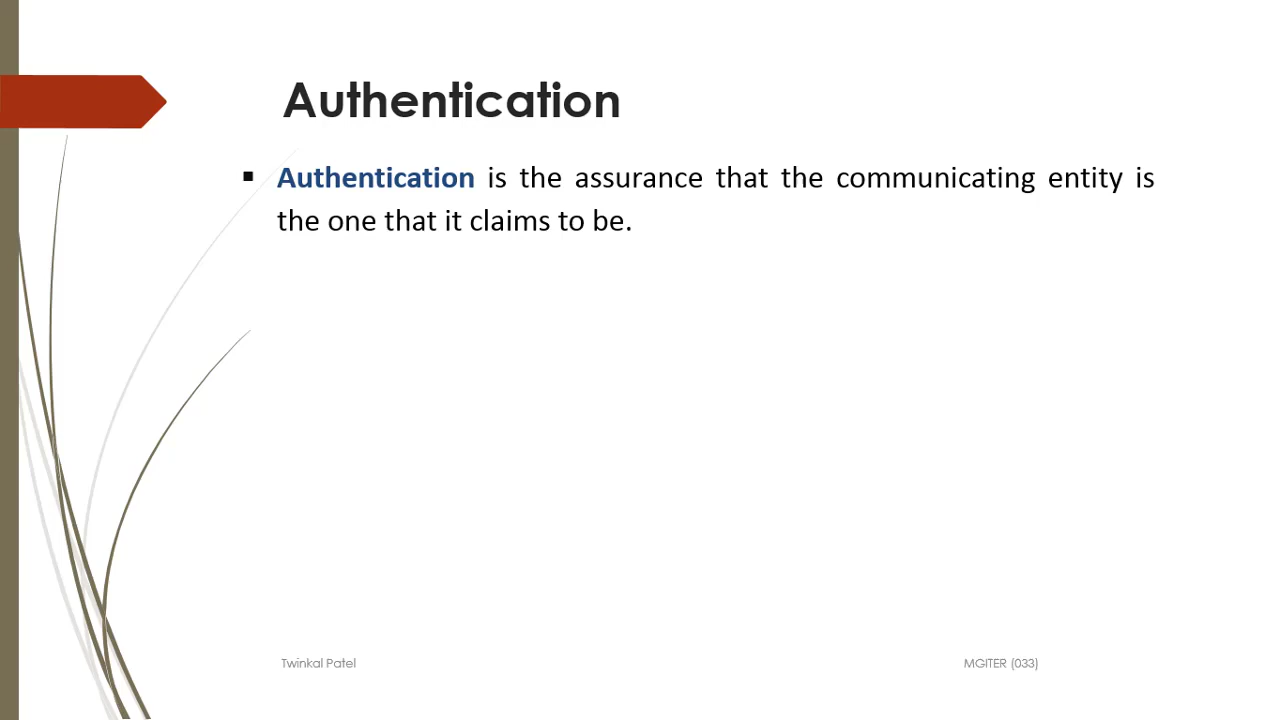 Authentication
▪ Authentication is the assurance that the communicating entity is
the one that it claims to be.
Twinkal Patel
MGITER (033)